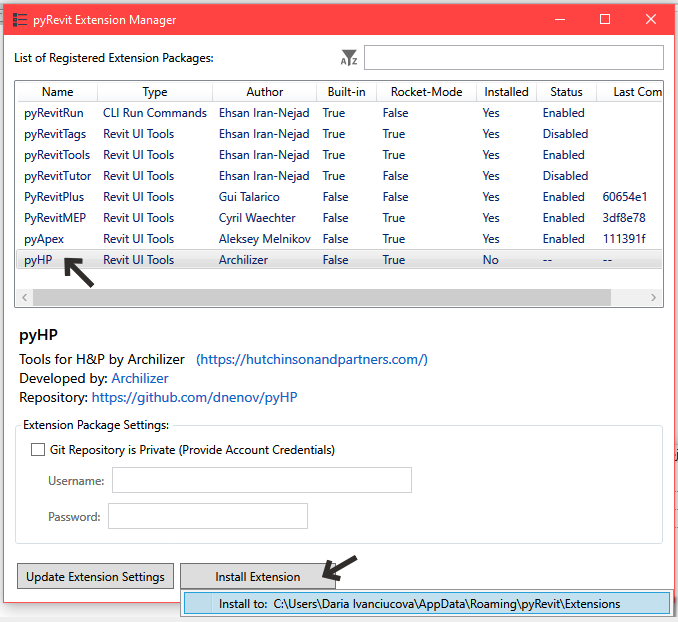 pyRevit Extension Manager
List of Registered Extension Packages:
A Z
Name Type Author Built-in Rocket-Mode Installed Status Last Com
pyRevitRun CLI Run Commands Ehsan Iran-Nejad True False Yes Enabled
pyRevitTags Revit UI Tools Ehsan Iran-Nejad True True Yes Disabled
pyRevitTools Revit UI Tools Ehsan Iran-Nejad True True Yes Enabled
pyRevitTutor Revit UI Tools Ehsan Iran-Nejad True False Yes Disabled
PyRevitPlus Revit UI Tools Gui Talarico False False Yes Enabled 60654e1
PyRevitMEP Revit UI Tools Cyril Waechter False True Yes Enabled 3df8e78
pyApex Revit UI Tools Aleksey Melnikov False True Yes Enabled 111391f
pyHP Revit UI Tools Archilizer False True No -- --
pyHP
Tools for H&P by Archilizer (https://hutchinsonandpartners.com/)
Developed by: Archilizer
Repository: https://github.com/dnenov/pyHP
Extension Package Settings:
Git Repository is Private (Provide Account Credentials)
Username:
Password:
Update Extension Settings Install Extension
Install to: C:\Users\Daria Ivanciucova\AppData\Roaming\pyRevit\Extensions